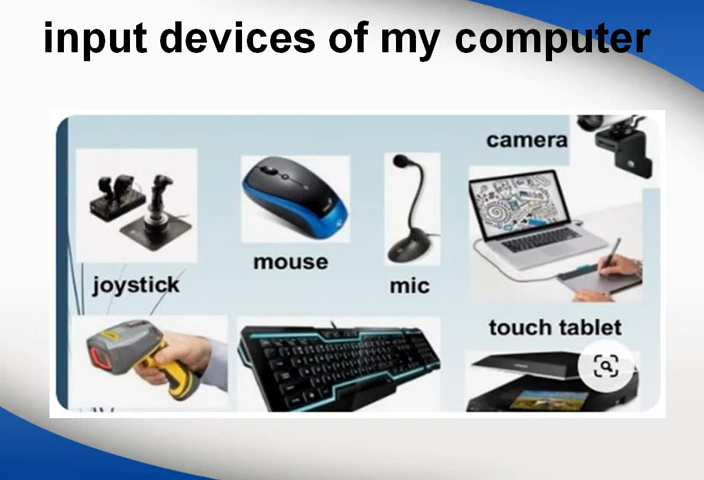 input devices of my computer
camera
mouse
joystick
mic
touch tablet